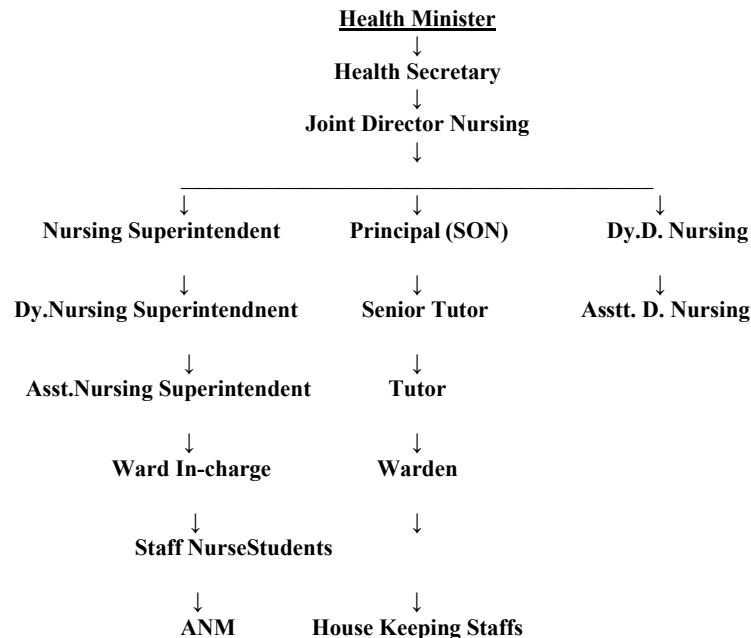 Health Minister
↓
Health Secretary
↓
Joint Director Nursing
↓
↓ ↓ ↓
Nursing Superintendent Principal (SON) Dy.D. Nursing
↓ ↓ ↓
Dy.Nursing Superintendnent Senior Tutor Asstt. D. Nursing
↓ ↓
Asst.Nursing Superintendent Tutor
↓ ↓
Ward In-charge Warden
↓ ↓
Staff NurseStudents
↓ ↓
ANM House Keeping Staffs